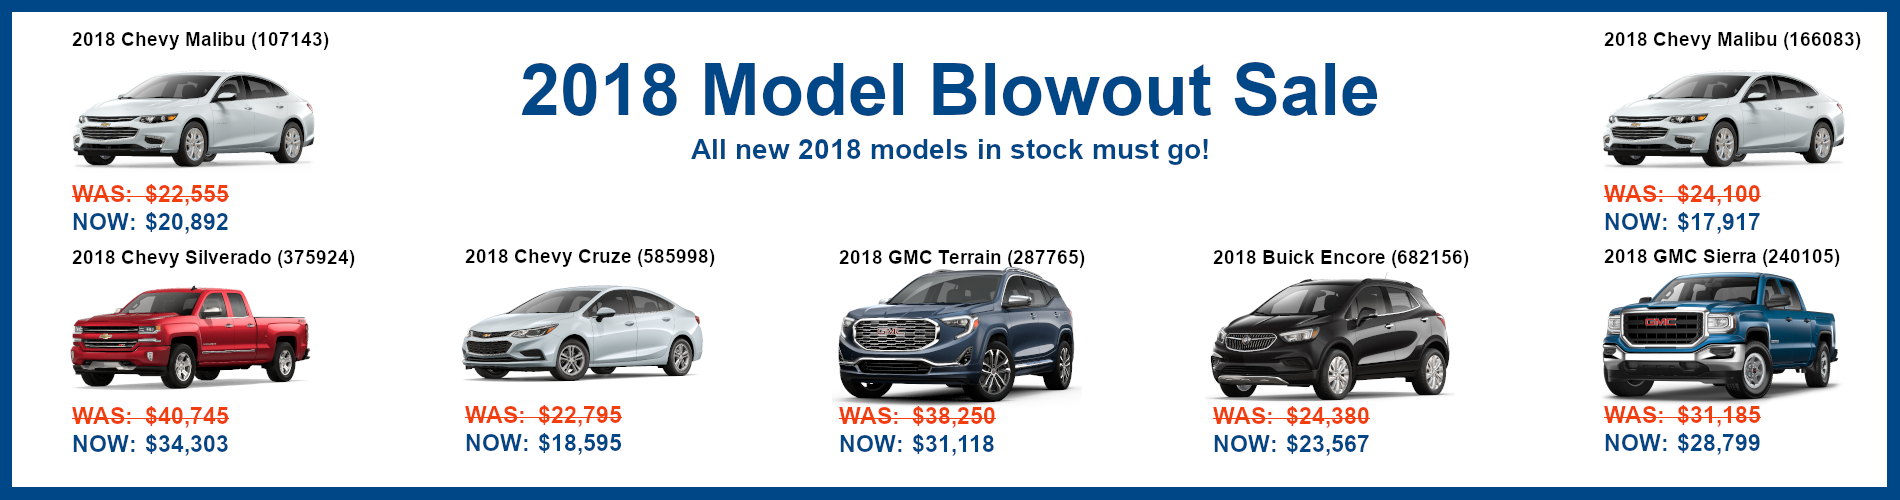 2018 Chevy Malibu (107143)
WAS: $22,555
NOW: $20,892
2018 Model Blowout Sale
All new 2018 models in stock must go!
2018 Chevy Malibu (166083)
WAS: $24,100
NOW: $17,917
2018 Chevy Silverado (375924)
WAS: $40,745
NOW: $34,303
2018 Chevy Cruze (585998)
WAS: $22,795
NOW: $18,595
2018 GMC Terrain (287765)
GMC
WAS: $38,250
NOW: $31,118
2018 Buick Encore (682156)
WAS: $24,380
NOW: $23,567
2018 GMC Sierra (240105)
GMC
WAS: $31,185
NOW: $28,799